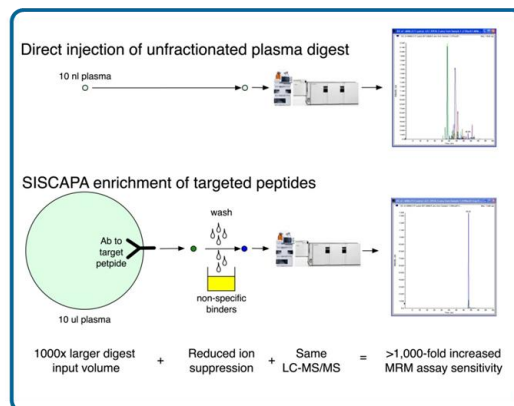 Direct injection of unfractionated plasma digest
10 nl plasma
SISCAPA enrichment of targeted peptides
wash
Ab to
target
petpide
non-specific
binders
10 ul plasma
1000x larger digest
input volume
+
Reduced ion
suppression
+
Same
LC-MS/MS
=
>1,000-fold increased
MRM assay sensitivity